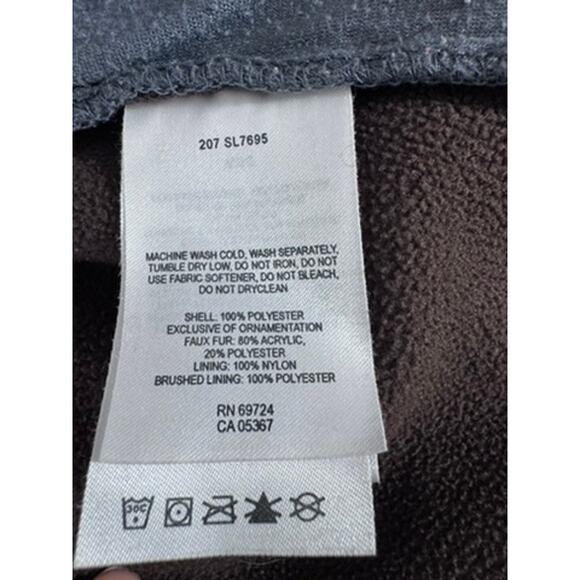 207 SL7695
MACHINE WASH COLD, WASH SEPARATELY,
TUMBLE DRY LOW, DO NOT IRON, DO NOT
USE FABRIC SOFTENER, DO NOT BLEACH,
DO NOT DRYCLEAN
SHELL: 100% POLYESTER
EXCLUSIVE OF ORNAMENTATION
FAUX FUR: 80% ACRYLIC,
20% POLYESTER
LINING: 100% NYLON
BRUSHED LINING: 100% POLYESTER
RN 69724
CA 05367
30C